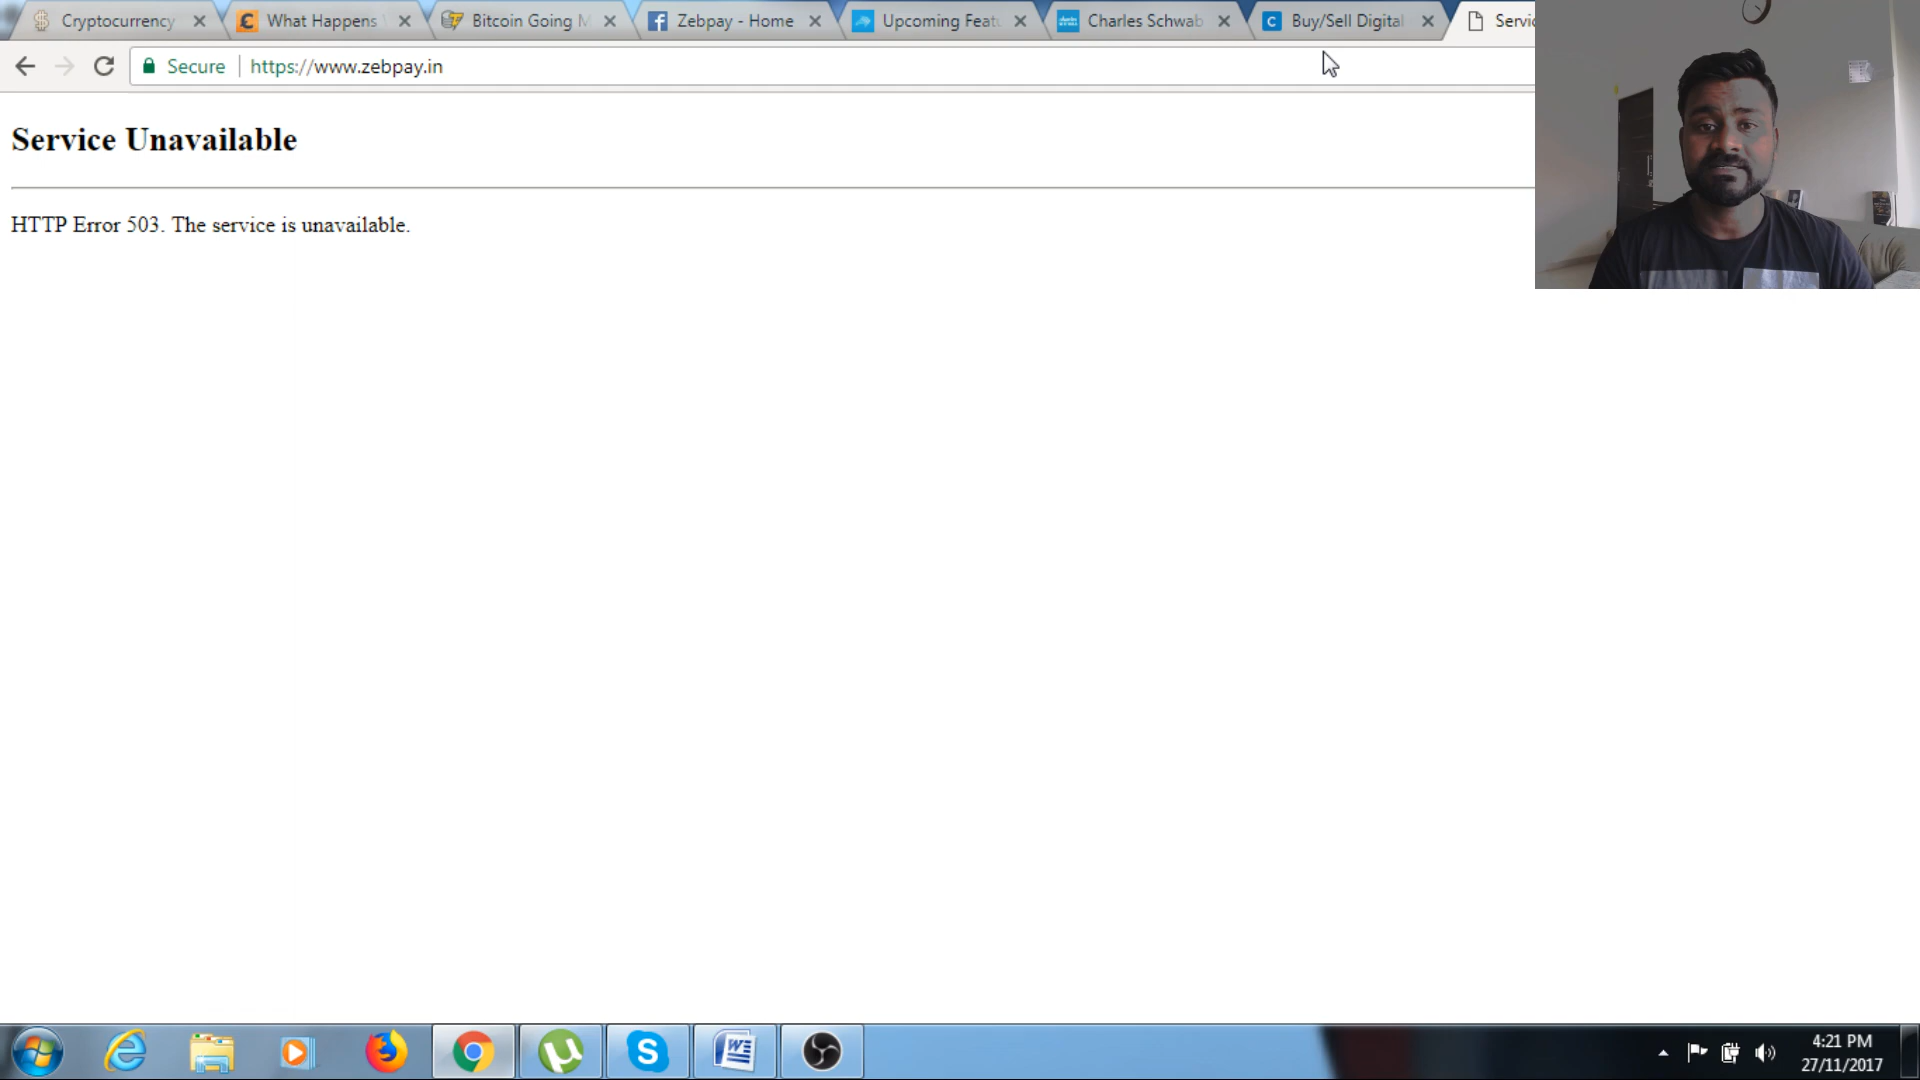 Cryptocurrency
What Happens
Bitcoin Going M
Zebpay - Home
Upcoming Featu
Charles Schwab
Buy/Sell Digital
Servic
Secure
https://www.zebpay.in
Service Unavailable
HTTP Error 503. The service is unavailable.
4:21 PM
27/11/2017